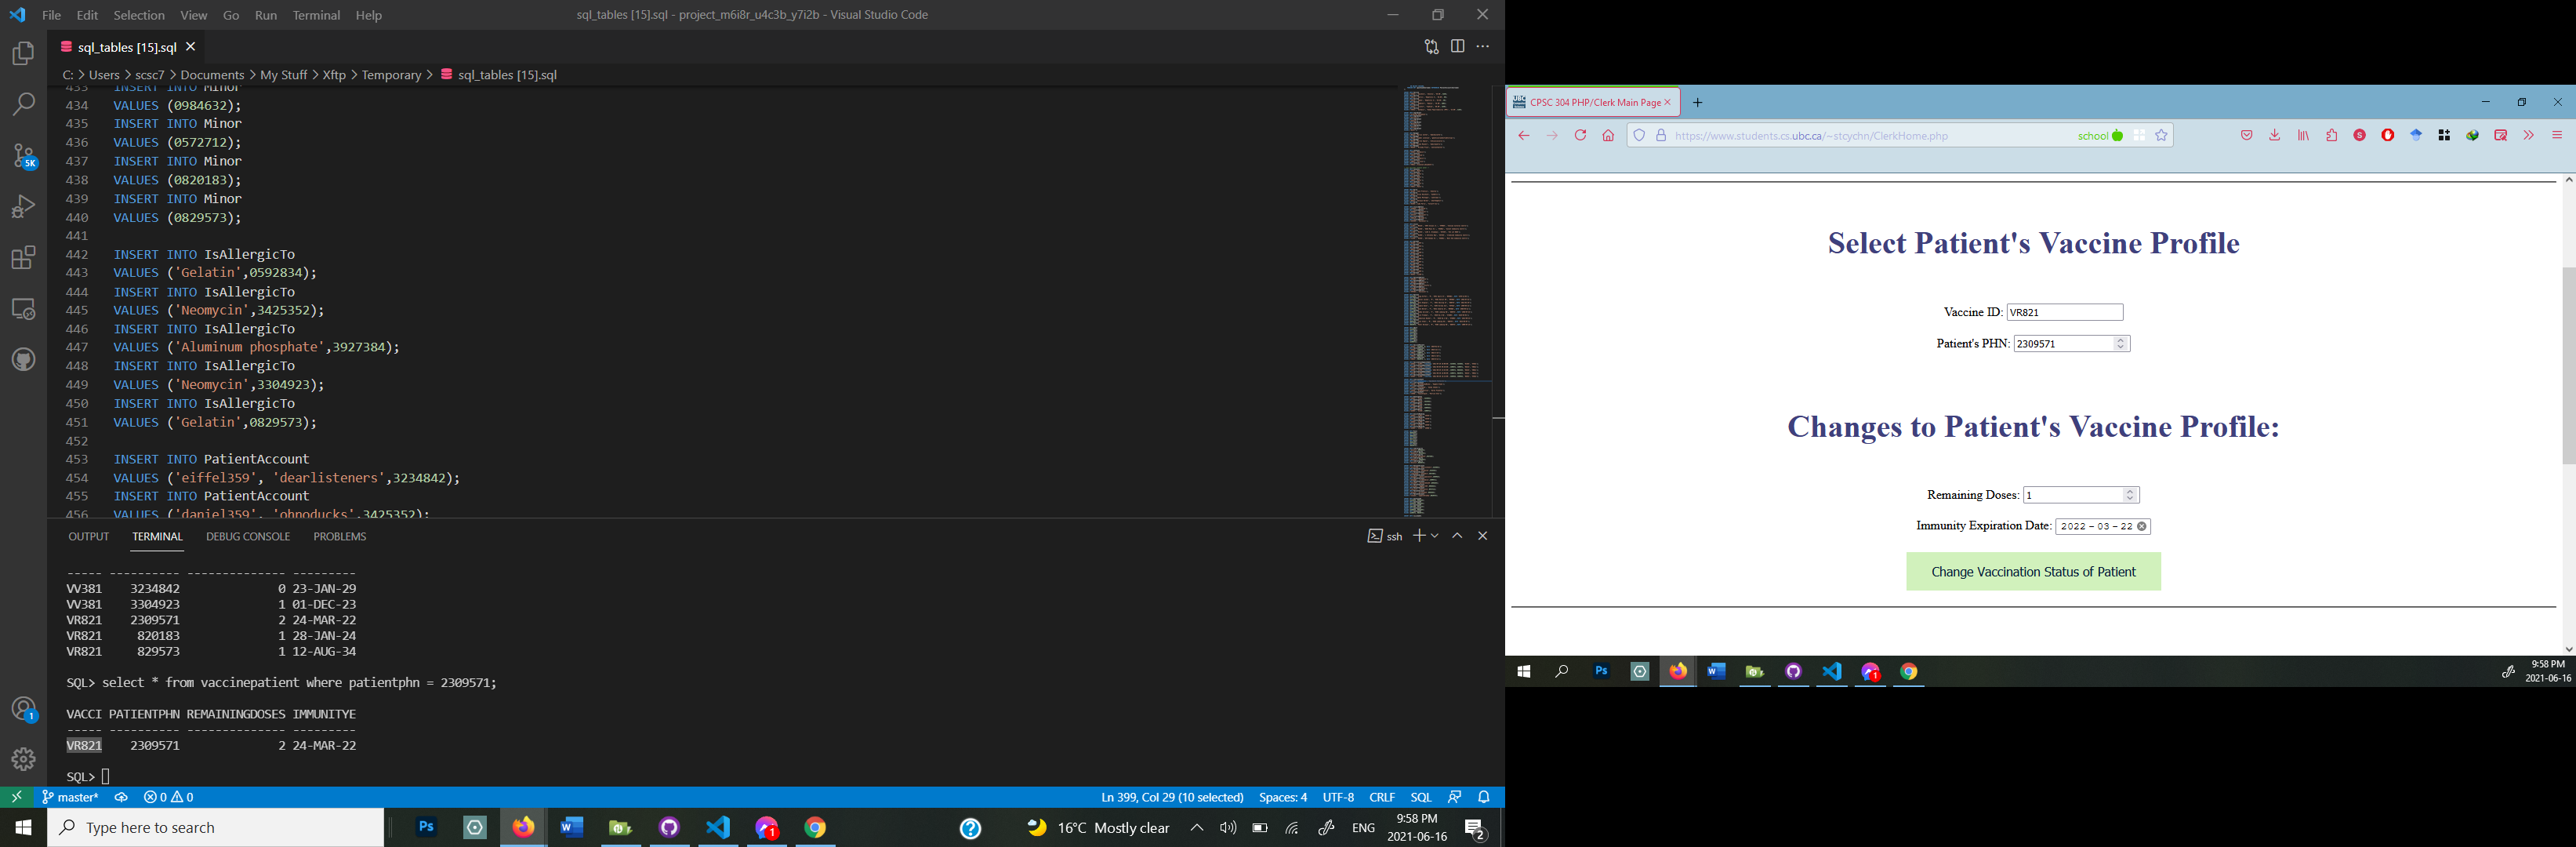 File Edit Selection View Go Run Terminal Help
sql_tables [15].sql - project_m6i8r_u4c3b_y7i2b - Visual Studio Code
sql_tables [15].sql
C: > Users > scsc7 > Documents > My Stuff > Xftp > Temporary > sql_tables [15].sql
433 INSERT INTO Minor
434 VALUES (0984632);
435 INSERT INTO Minor
436 VALUES (0572712);
437 INSERT INTO Minor
438 VALUES (0820183);
439 INSERT INTO Minor
440 VALUES (0829573);
441
442 INSERT INTO IsAllergicTo
443 VALUES ('Gelatin',0592834);
444 INSERT INTO IsAllergicTo
445 VALUES ('Neomycin',3425352);
446 INSERT INTO IsAllergicTo
447 VALUES ('Aluminum phosphate',3927384);
448 INSERT INTO IsAllergicTo
449 VALUES ('Neomycin',3304923);
450 INSERT INTO IsAllergicTo
451 VALUES ('Gelatin',0829573);
452
453 INSERT INTO PatientAccount
454 VALUES ('eiffel359', 'dearlisteners',3234842);
455 INSERT INTO PatientAccount
456 VALUES ('daniel359', 'ohnoducks',3425352);
5K
1
OUTPUT TERMINAL DEBUG CONSOLE PROBLEMS
ssh
----- ---------- -------------- ---------
VV381 3234842 0 23-JAN-29
VV381 3304923 1 01-DEC-23
VR821 2309571 2 24-MAR-22
VR821 820183 1 28-JAN-24
VR821 829573 1 12-AUG-34
SQL> select * from vaccinepatient where patientphn = 2309571;
VACCI PATIENTPHN REMAININGDOSES IMMUNITYE
----- ---------- -------------- ---------
VR821 2309571 2 24-MAR-22
SQL>
master* 0 0
Ln 399, Col 29 (10 selected) Spaces: 4 UTF-8 CRLF SQL
Type here to search
Ps
1
16°C Mostly clear
ENG
9:58 PM
2021-06-16
2
UBC
CPSC 304 PHP/Clerk Main Page
https://www.students.cs.ubc.ca/~stcychn/ClerkHome.php
school
S
Select Patient's Vaccine Profile
Vaccine ID: VR821
Patient's PHN: 2309571
Changes to Patient's Vaccine Profile:
Remaining Doses: 1
Immunity Expiration Date: 2022-03-22
Change Vaccination Status of Patient
Ps
1
9:58 PM
2021-06-16